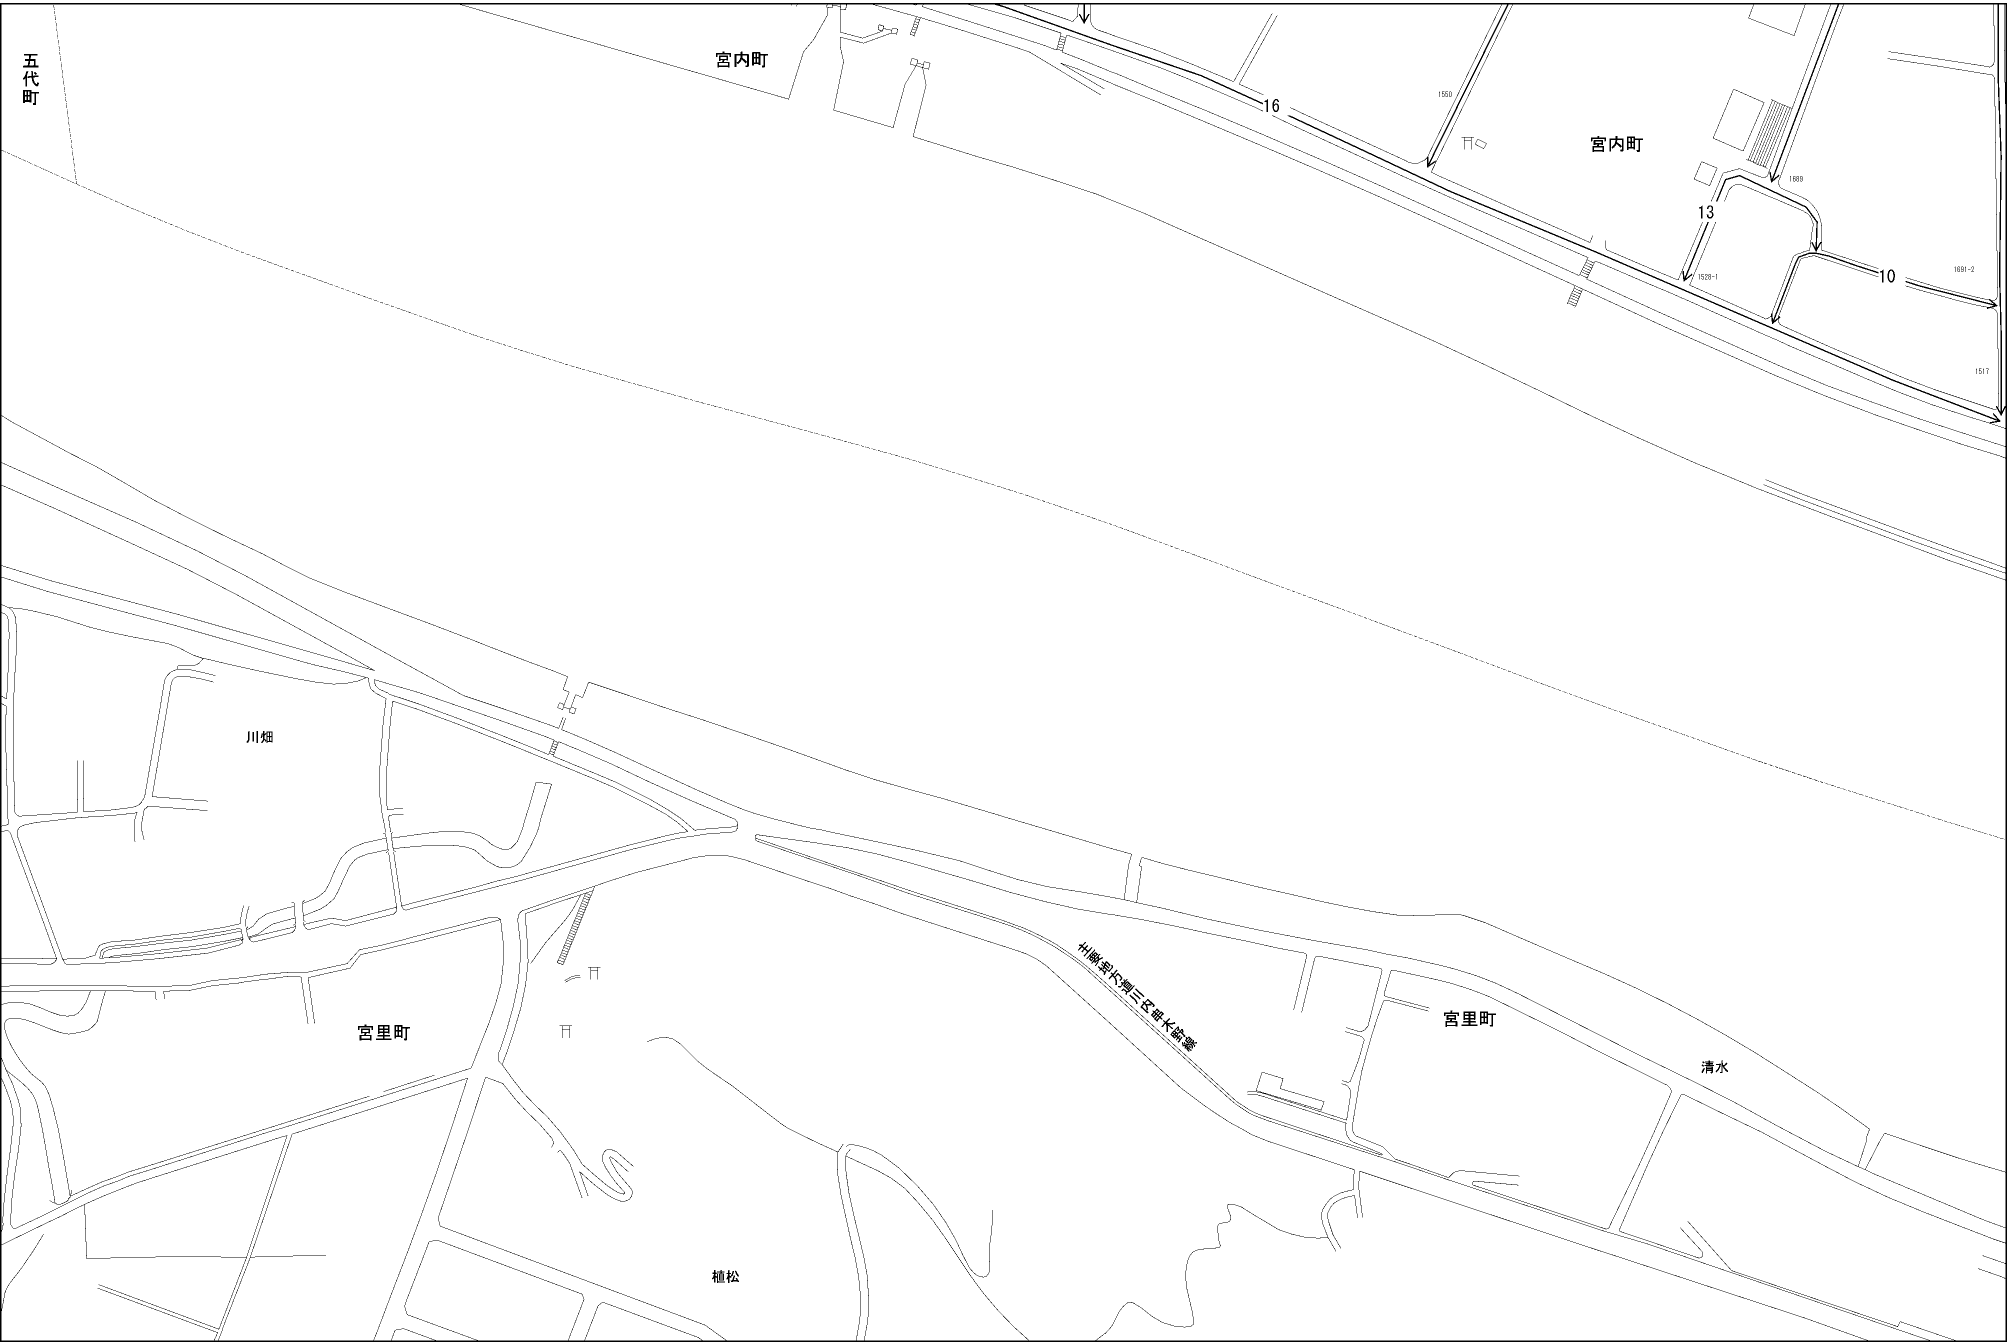 五代町
宮内町
16
1550
宮内町
1689
13
1528-1
10
1691-2
1517
川畑
主要地方道川内串木野線
宮里町
宮里町
清水
植松